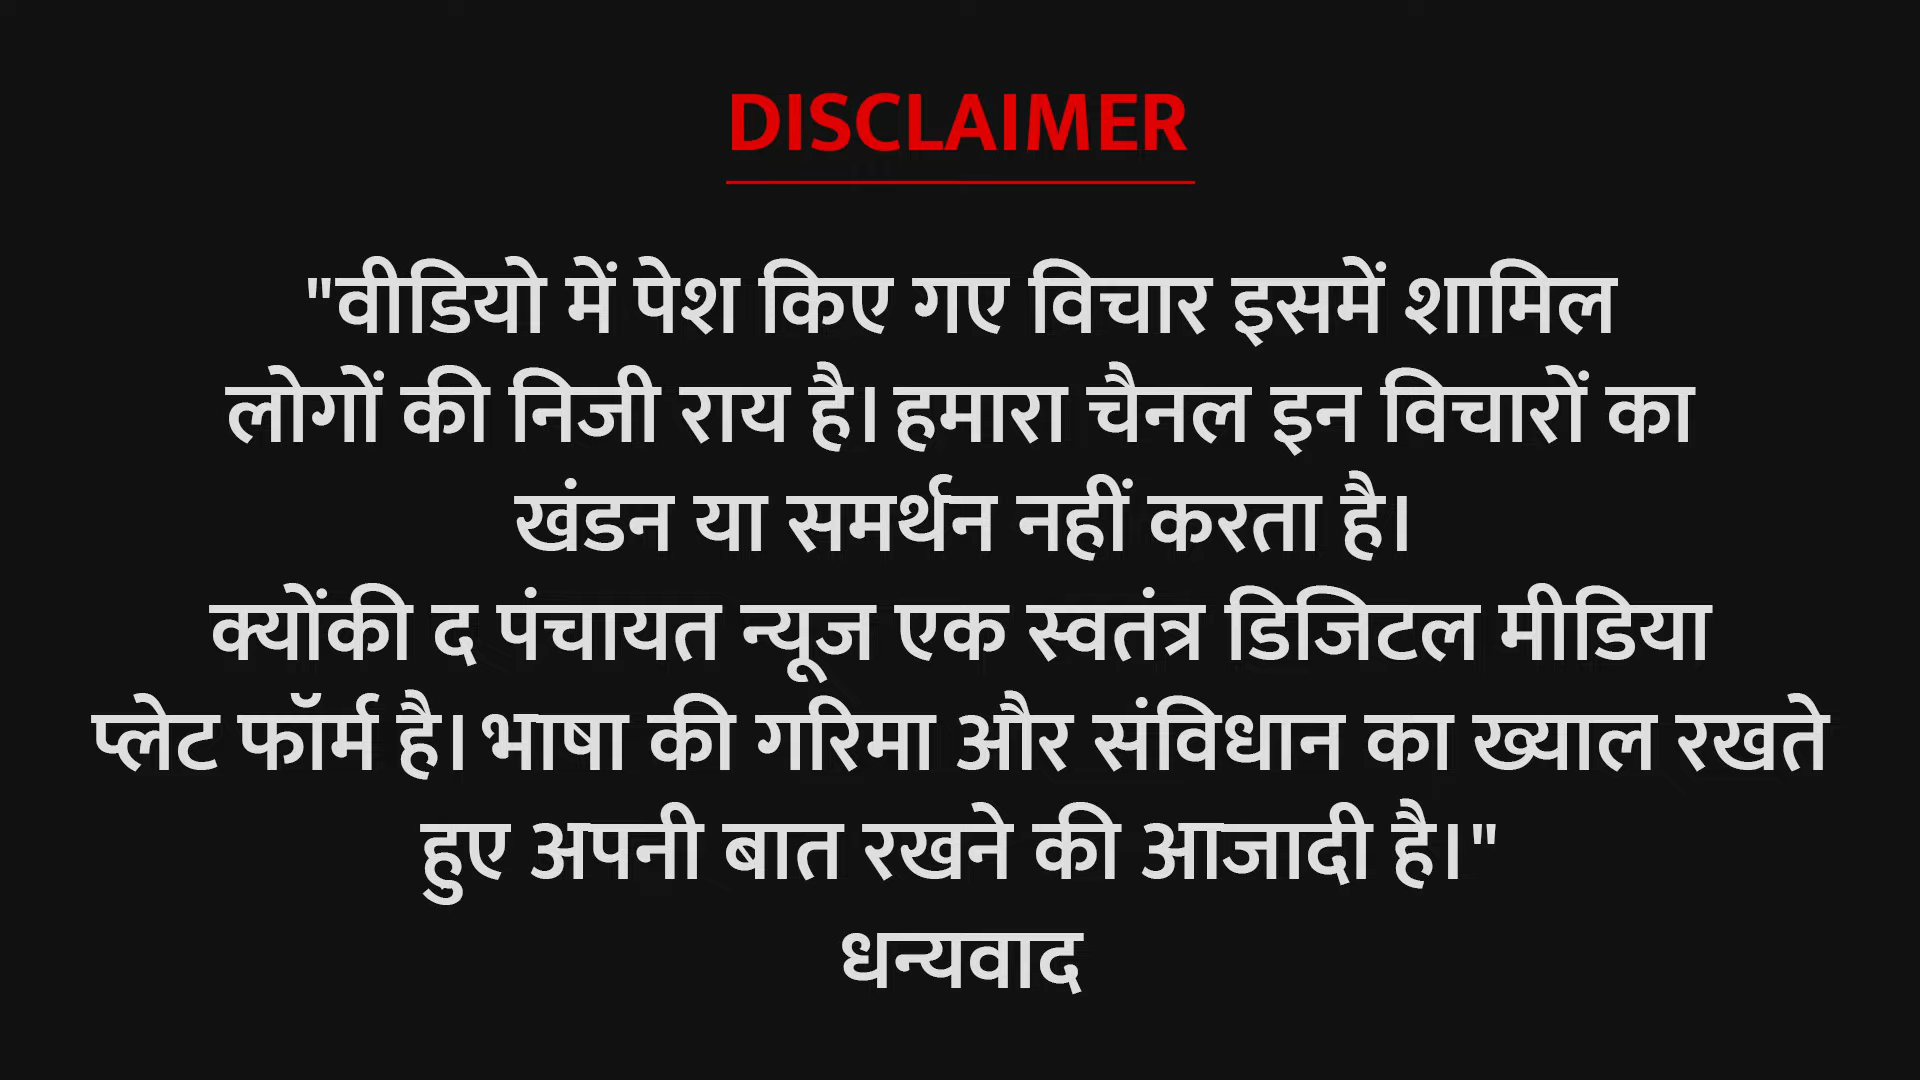 DISCLAIMER
"वीडियो में पेश किए गए विचार इसमें शामिल
लोगों की निजी राय है। हमारा चैनल इन विचारों का
खंडन या समर्थन नहीं करता है।
क्योंकी द पंचायत न्यूज एक स्वतंत्र डिजिटल मीडिया
प्लेट फॉर्म है। भाषा की गरिमा और संविधान का ख्याल रखते
हुए अपनी बात रखने की आजादी है।"
धन्यवाद